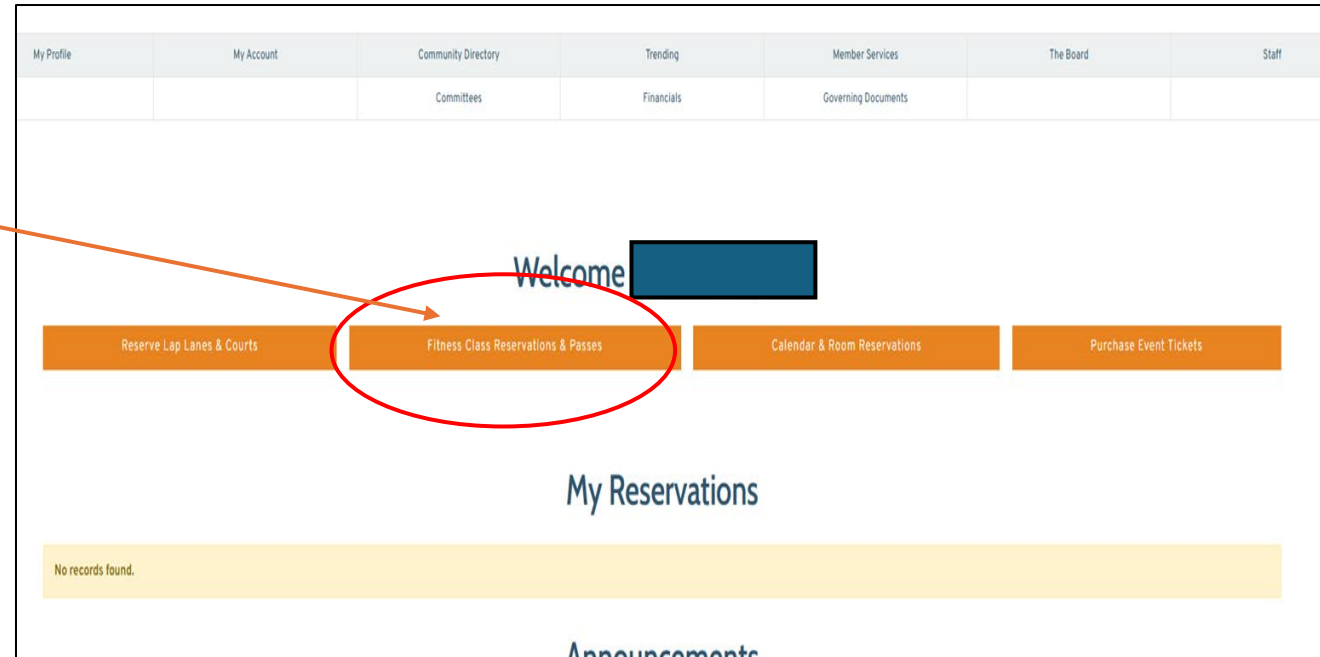 My Profile My Account Community Directory Trending Member Services The Board Staff
Committees Financials Governing Documents
Welcome
Reserve Lap Lanes & Courts Fitness Class Reservations & Passes Calendar & Room Reservations Purchase Event Tickets
My Reservations
No records found.
Announcements